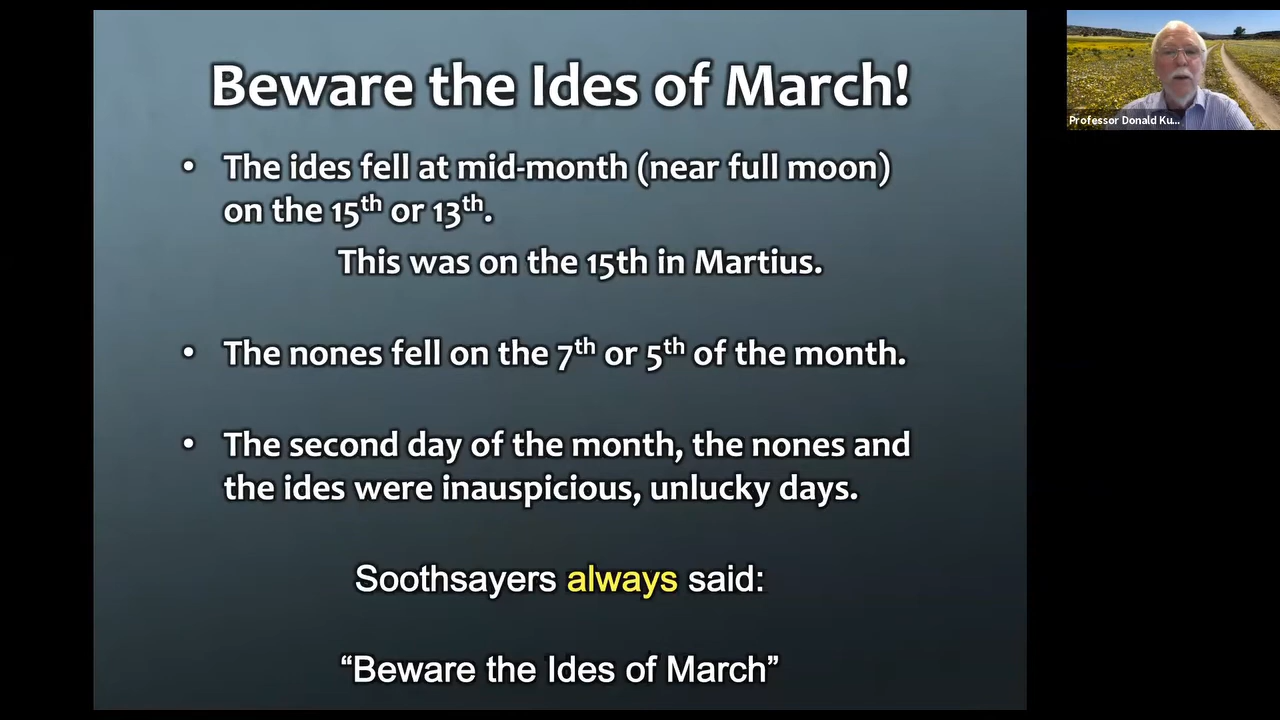 Beware the Ides of March!
• The ides fell at mid-month (near full moon)
on the 15th or 13th.
This was on the 15th in Martius.
• The nones fell on the 7th or 5th of the month.
• The second day of the month, the nones and
the ides were inauspicious, unlucky days.
Soothsayers always said:
“Beware the Ides of March”
Professor Donald Ku...